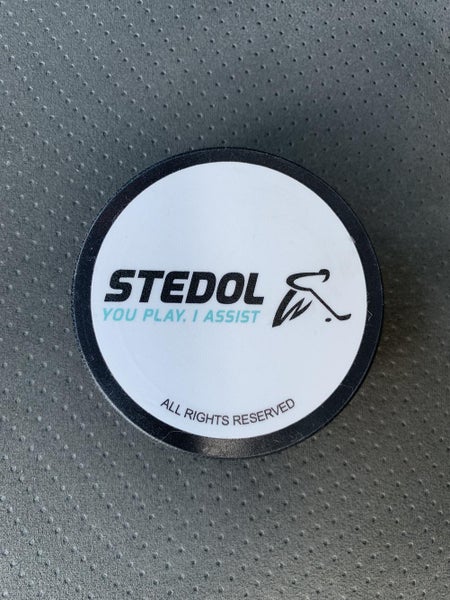 STEDOL
YOU PLAY. I ASSIST
ALL RIGHTS RESERVED